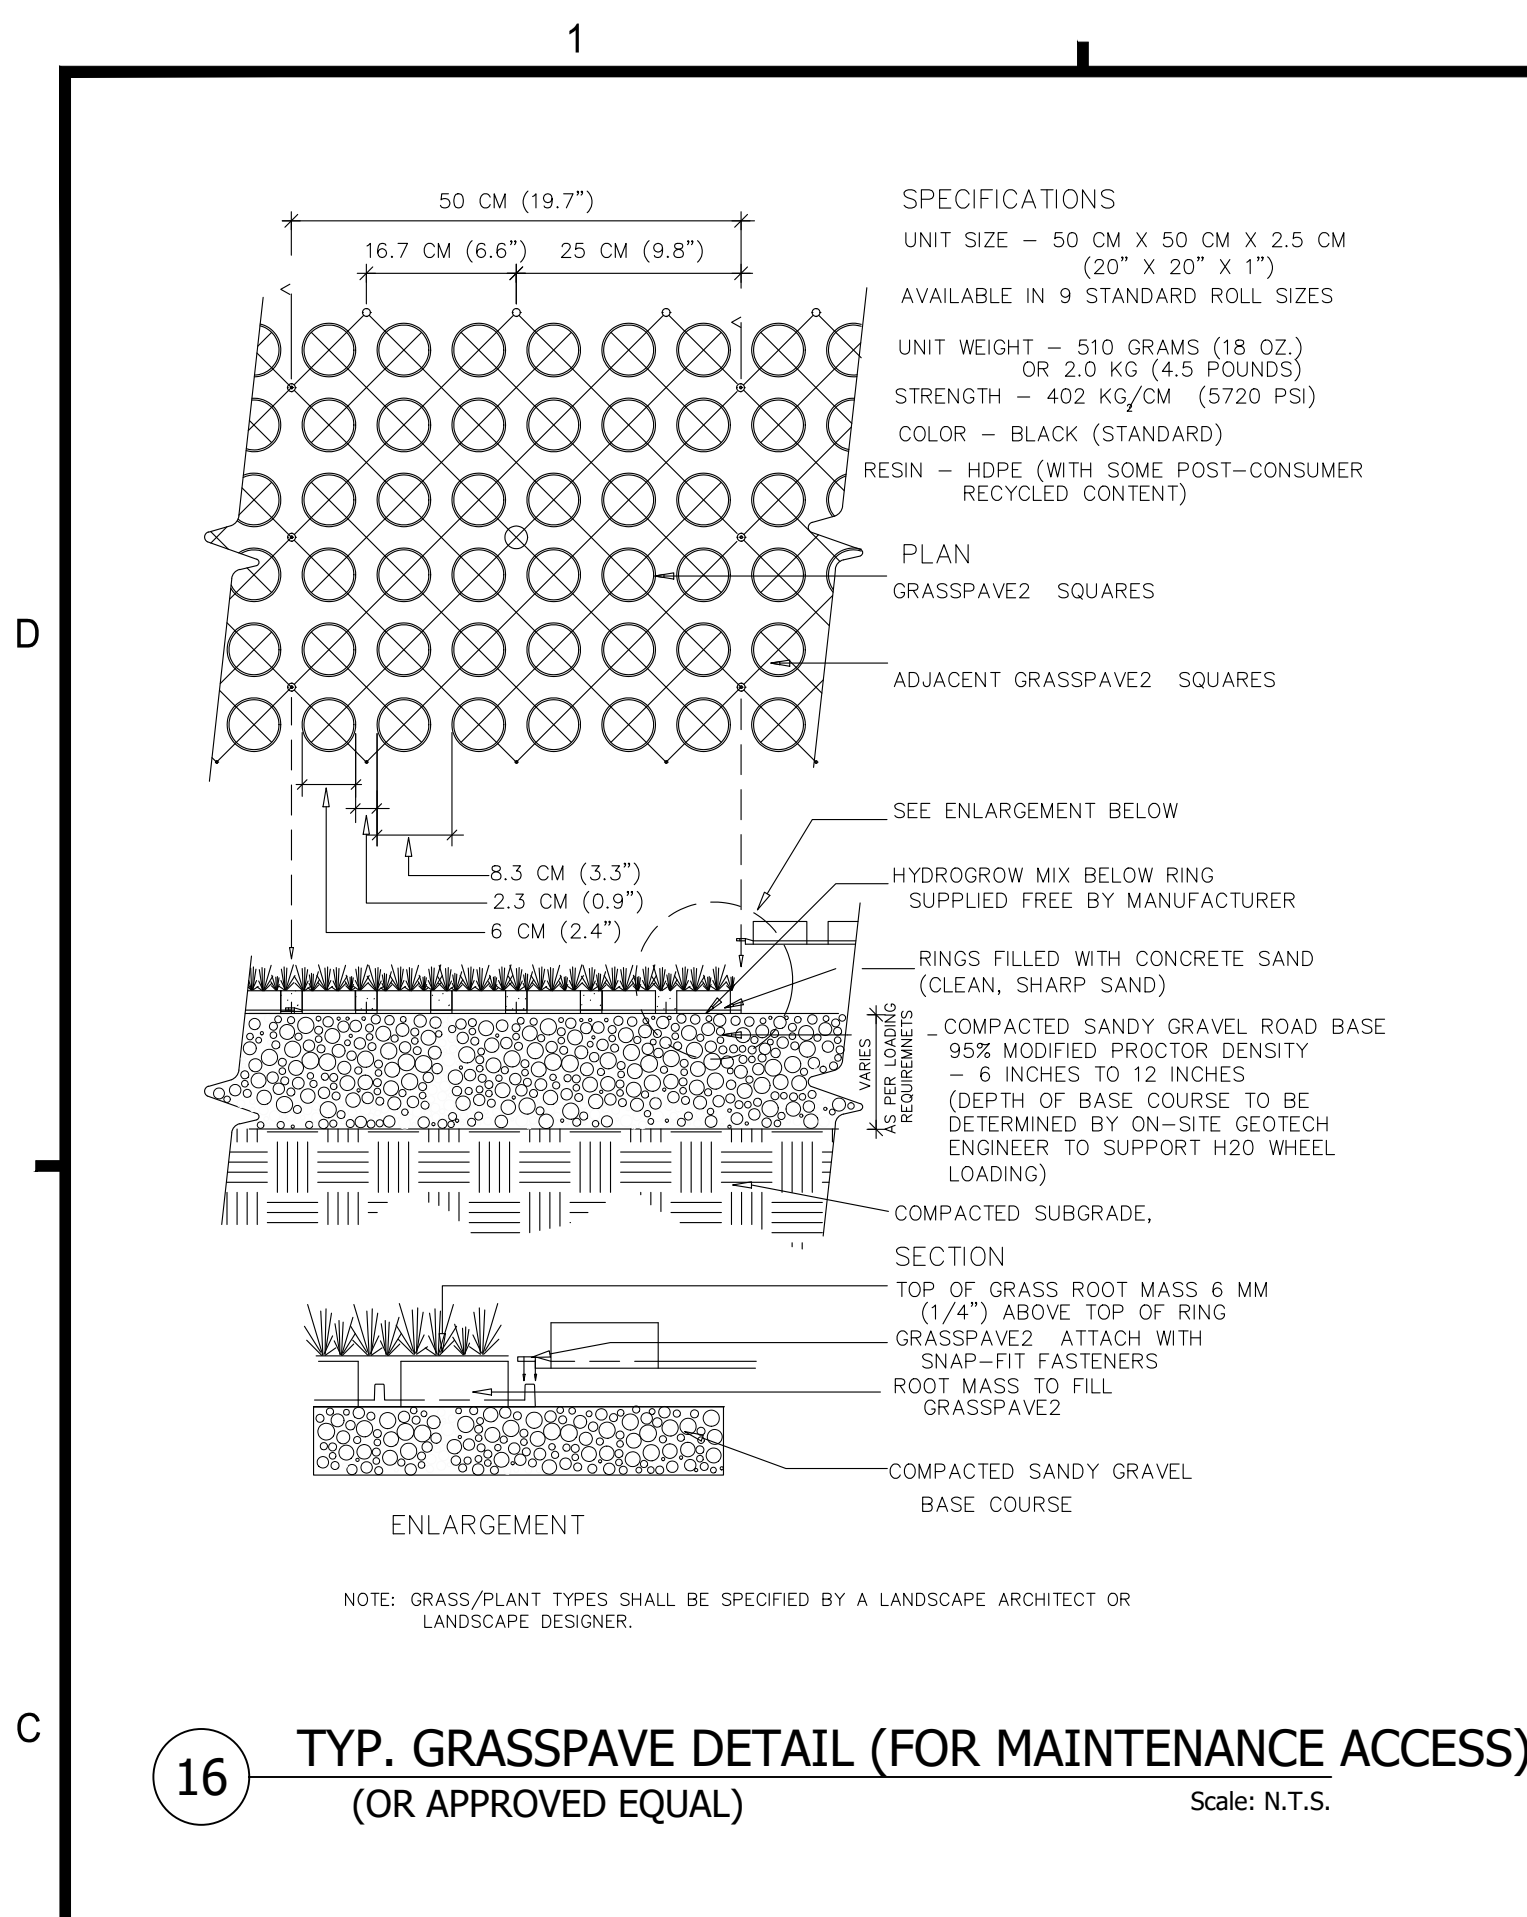 1
50 CM (19.7")
16.7 CM (6.6")
25 CM (9.8")
SPECIFICATIONS
UNIT SIZE – 50 CM X 50 CM X 2.5 CM
(20" X 20" X 1")
AVAILABLE IN 9 STANDARD ROLL SIZES
UNIT WEIGHT – 510 GRAMS (18 OZ.)
OR 2.0 KG (4.5 POUNDS)
STRENGTH – 402 KG/CM (5720 PSI)
2
COLOR – BLACK (STANDARD)
RESIN – HDPE (WITH SOME POST–CONSUMER
RECYCLED CONTENT)
PLAN
GRASSPAVE2 SQUARES
D
ADJACENT GRASSPAVE2 SQUARES
SEE ENLARGEMENT BELOW
8.3 CM (3.3")
2.3 CM (0.9")
6 CM (2.4")
HYDROGROW MIX BELOW RING
SUPPLIED FREE BY MANUFACTURER
RINGS FILLED WITH CONCRETE SAND
(CLEAN, SHARP SAND)
VARIES
AS PER LOADING
REQUIREMNETS
COMPACTED SANDY GRAVEL ROAD BASE
95% MODIFIED PROCTOR DENSITY
– 6 INCHES TO 12 INCHES
(DEPTH OF BASE COURSE TO BE
DETERMINED BY ON–SITE GEOTECH
ENGINEER TO SUPPORT H20 WHEEL
LOADING)
COMPACTED SUBGRADE,
SECTION
TOP OF GRASS ROOT MASS 6 MM
(1/4") ABOVE TOP OF RING
GRASSPAVE2 ATTACH WITH
SNAP–FIT FASTENERS
ROOT MASS TO FILL
GRASSPAVE2
COMPACTED SANDY GRAVEL
BASE COURSE
ENLARGEMENT
NOTE: GRASS/PLANT TYPES SHALL BE SPECIFIED BY A LANDSCAPE ARCHITECT OR
LANDSCAPE DESIGNER.
C
16
TYP. GRASSPAVE DETAIL (FOR MAINTENANCE ACCESS)
(OR APPROVED EQUAL)
Scale: N.T.S.